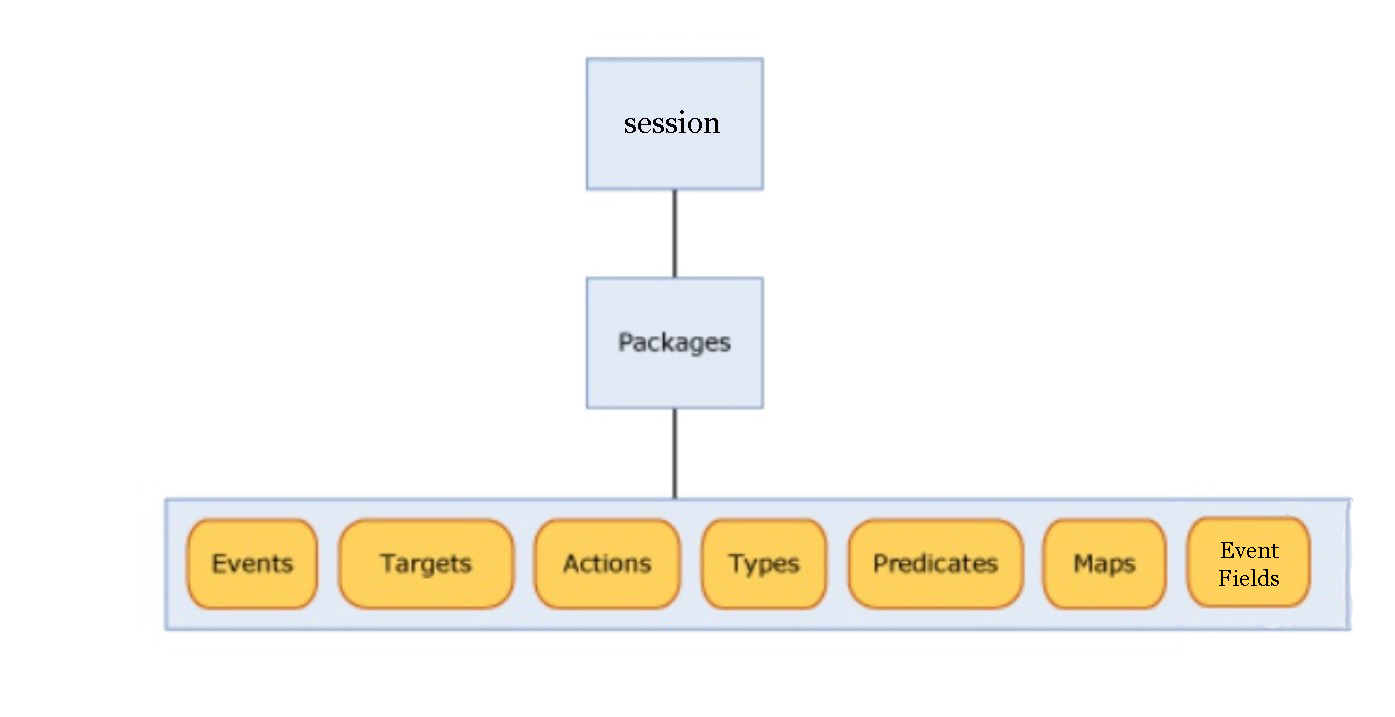 session
Packages
Events
Targets
Actions
Types
Predicates
Maps
Event
Fields